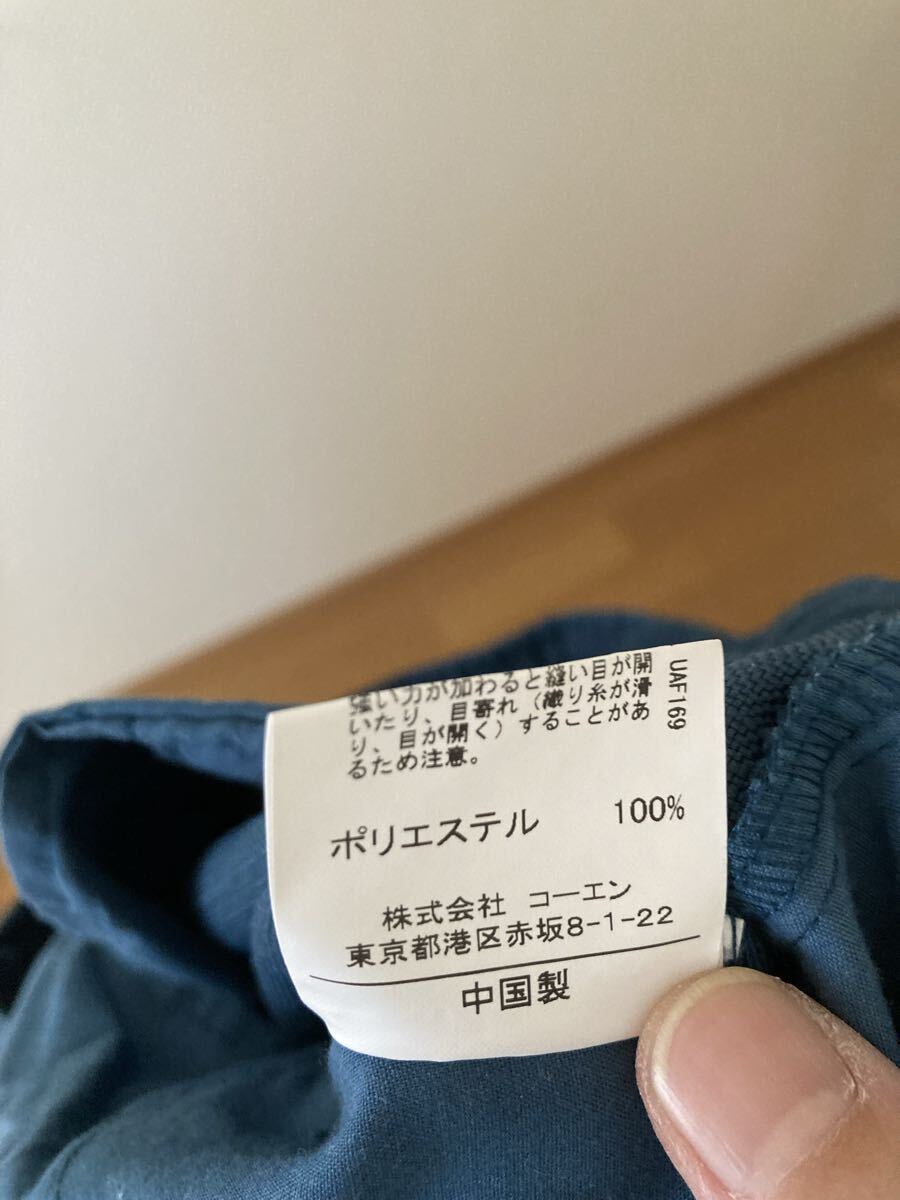 強い力が加わると縫い目が開
いたり、目寄れ（織り糸が滑
り、目が開く）することがあ
るため注意。
UAF169
ポリエステル 100%
株式会社 コーエン
東京都港区赤坂8-1-22
中国製